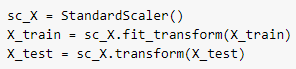 sc_X = StandardScaler()
X_train = sc_X.fit_transform(X_train)
X_test = sc_X.transform(X_test)